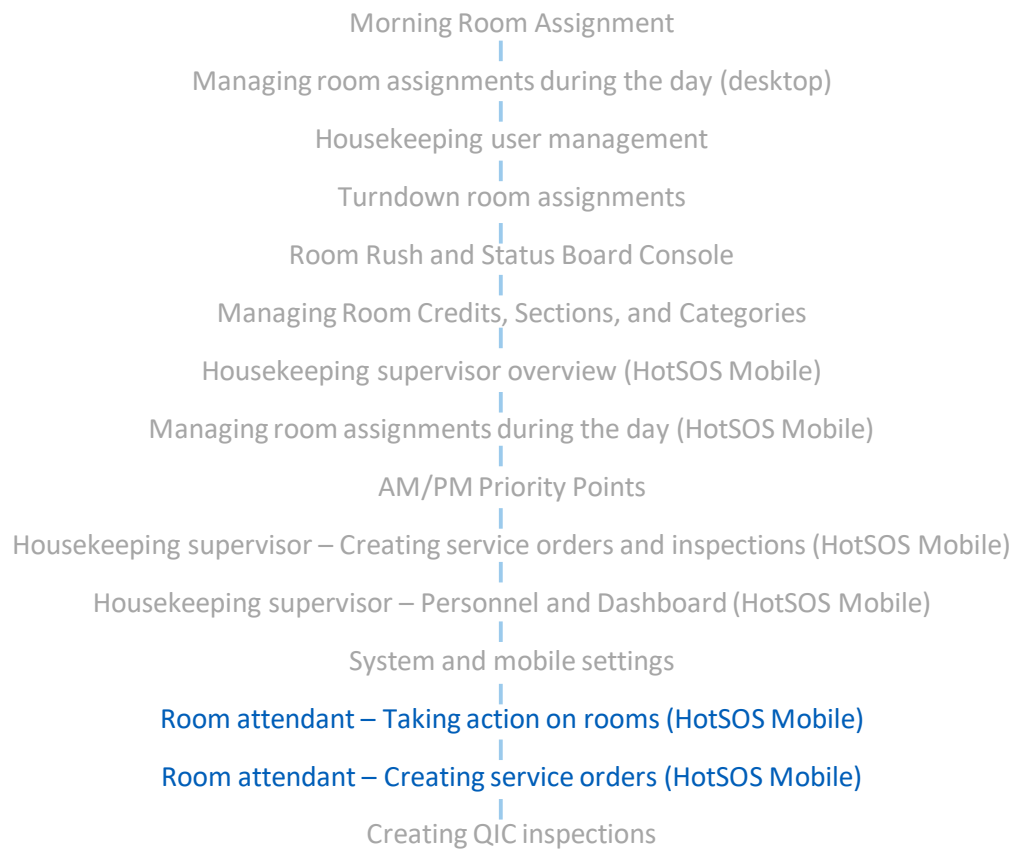 Morning Room Assignment
Managing room assignments during the day (desktop)
Housekeeping user management
Turndown room assignments
Room Rush and Status Board Console
Managing Room Credits, Sections, and Categories
Housekeeping supervisor overview (HotSOS Mobile)
Managing room assignments during the day (HotSOS Mobile)
AM/PM Priority Points
Housekeeping supervisor – Creating service orders and inspections (HotSOS Mobile)
Housekeeping supervisor – Personnel and Dashboard (HotSOS Mobile)
System and mobile settings
Room attendant – Taking action on rooms (HotSOS Mobile)
Room attendant – Creating service orders (HotSOS Mobile)
Creating QIC inspections